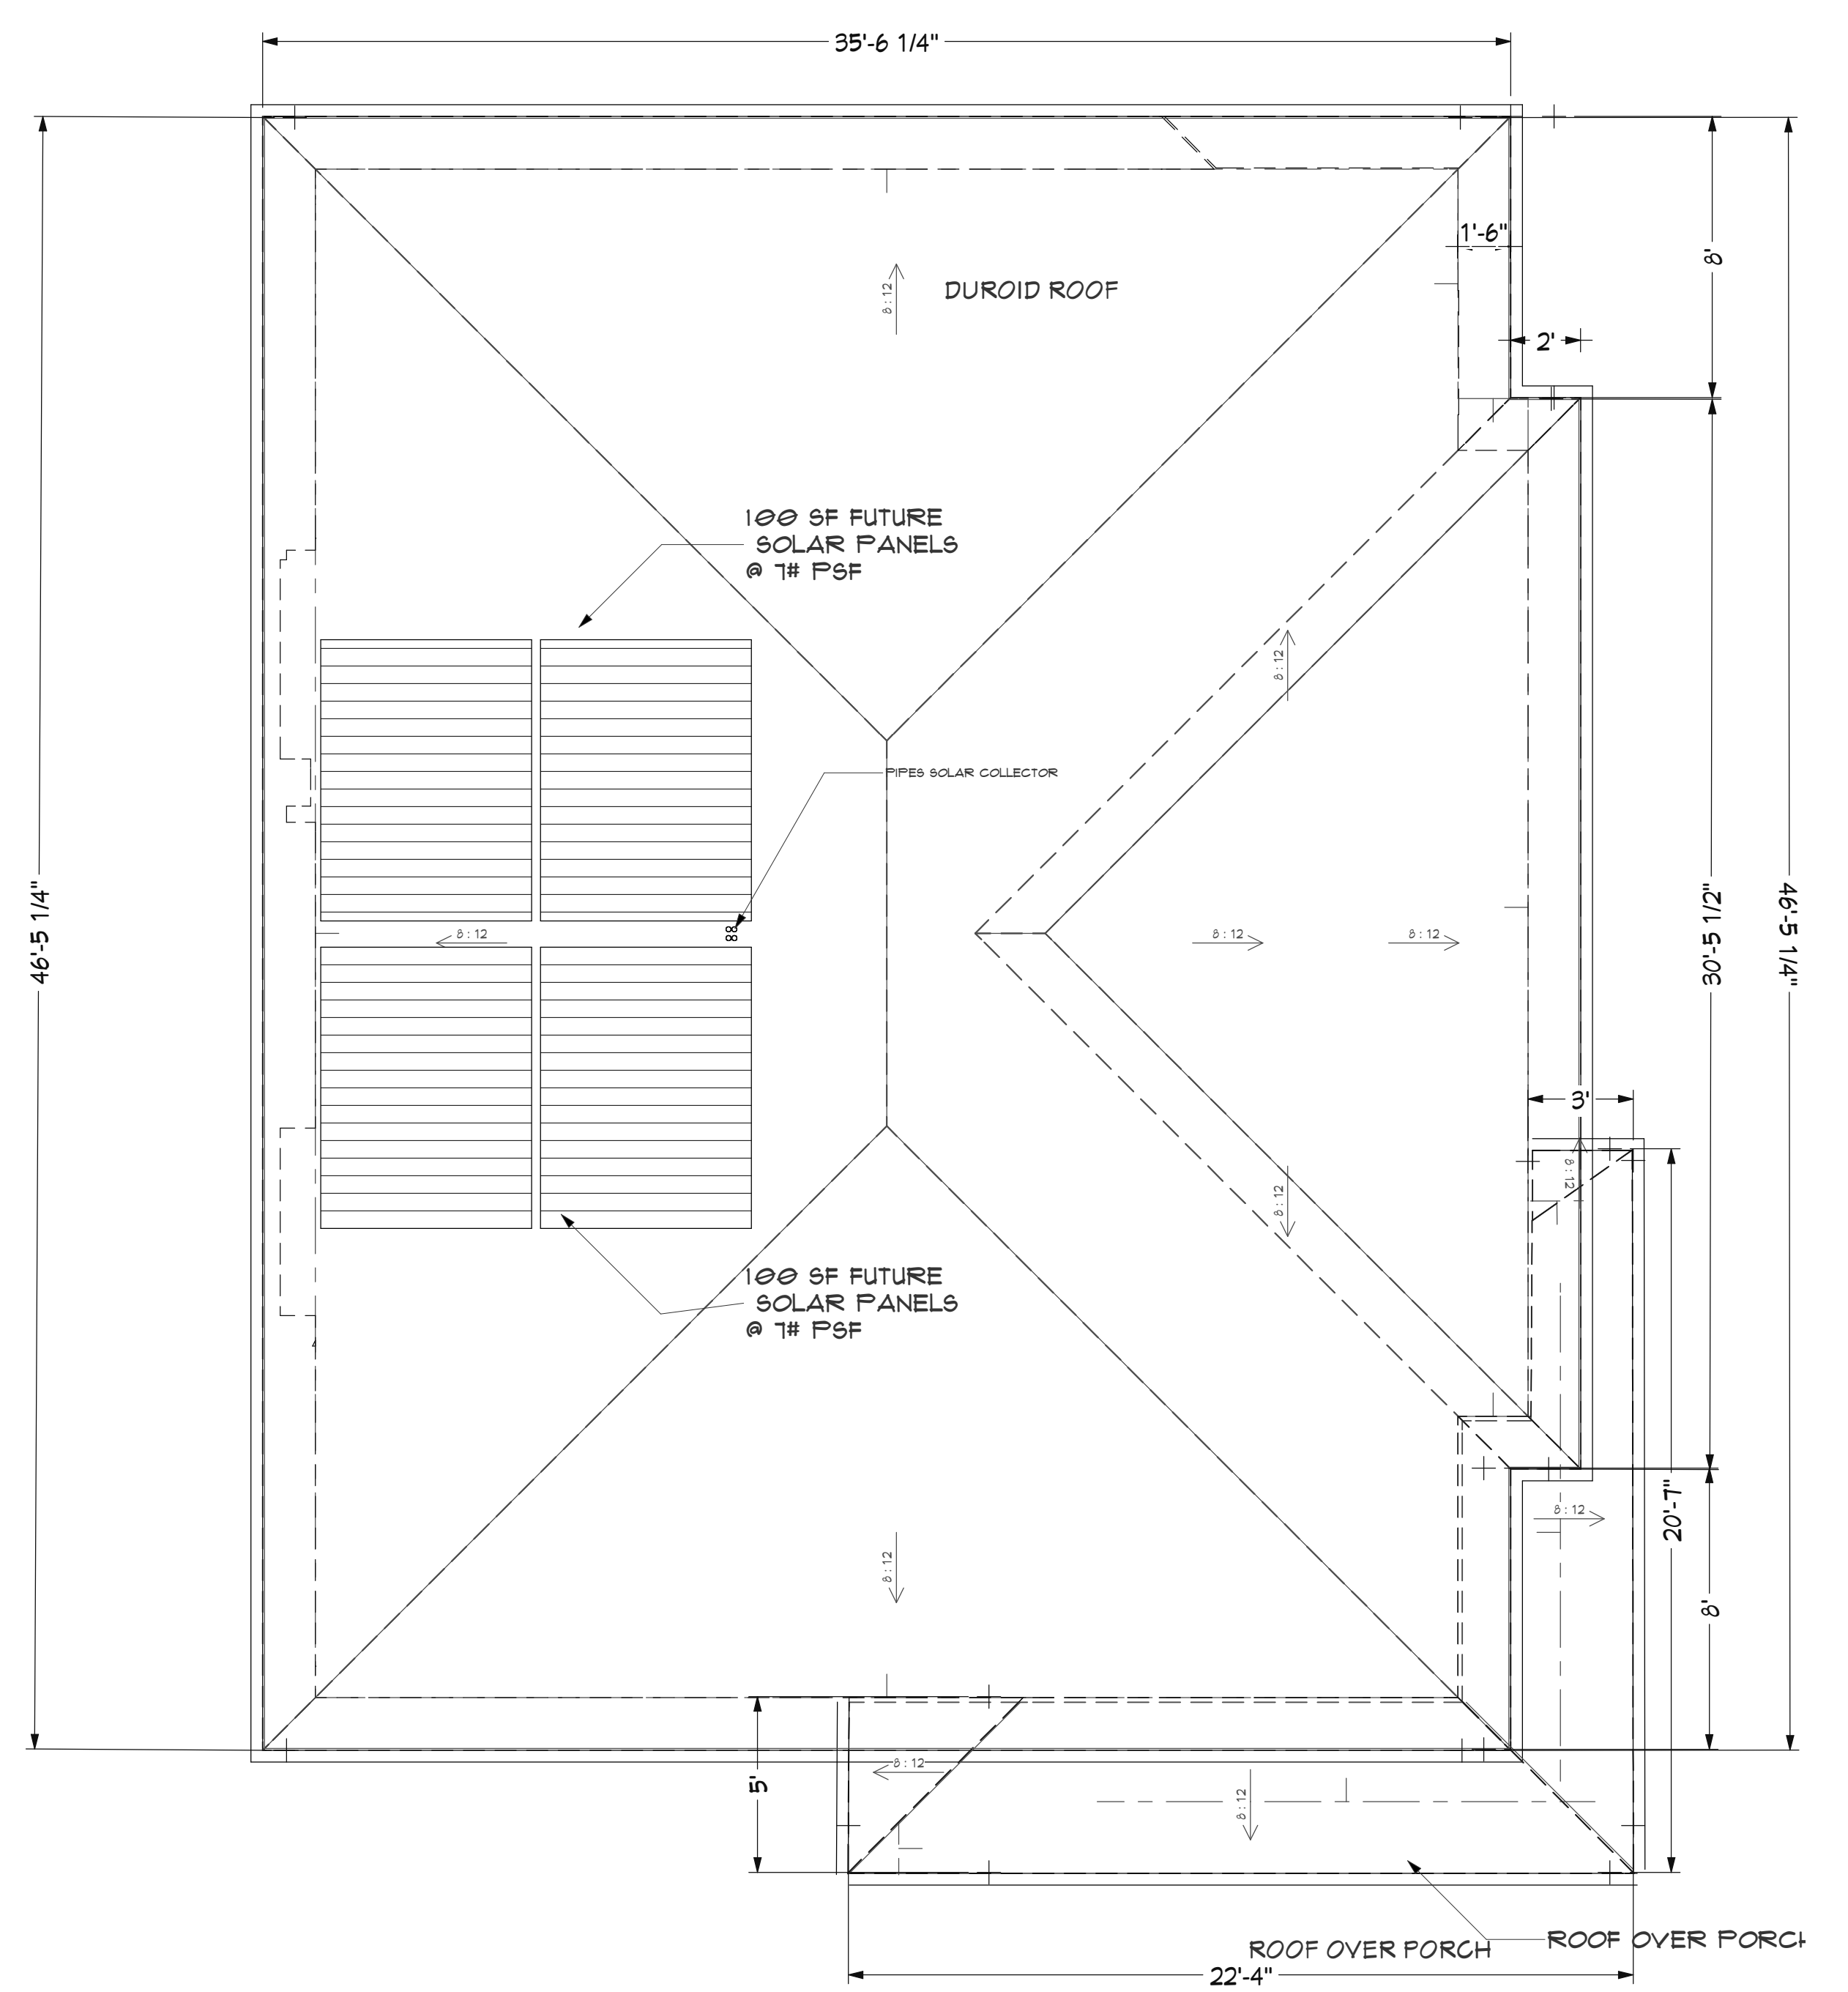 35'-6 1/4"
1'-6"
8'
8:12
DUROID ROOF
2'
100 SF FUTURE
SOLAR PANELS
@ 7# PSF
8:12
PIPES SOLAR COLLECTOR
46'-5 1/4"
8:12
88
8:12
8:12
30'-5 1/2"
46'-5 1/4"
3'
8:12
8:12
100 SF FUTURE
SOLAR PANELS
@ 7# PSF
20'-7"
8:12
8:12
8'
5'
8:12
8:12
ROOF OVER PORCH
ROOF OVER PORCH
22'-4"